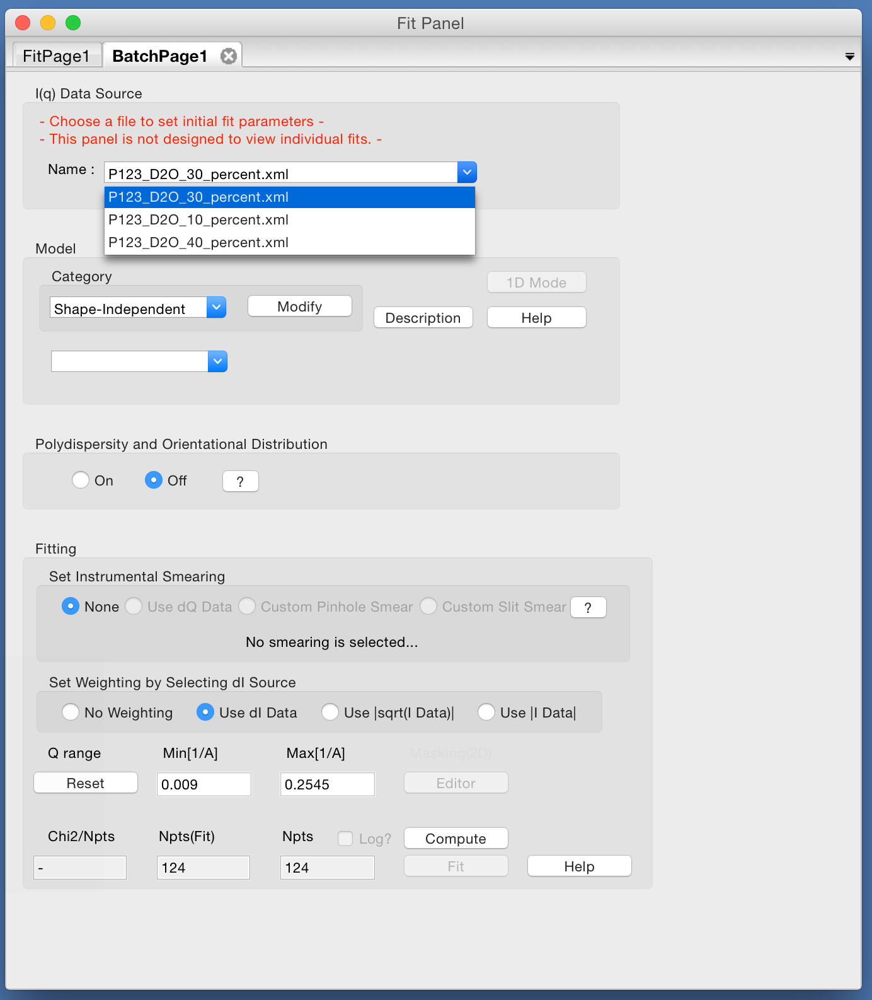 Fit Panel
FitPage1 BatchPage1
I(q) Data Source
- Choose a file to set initial fit parameters -
- This panel is not designed to view individual fits. -
Name : P123_D2O_30_percent.xml
P123_D2O_30_percent.xml
P123_D2O_10_percent.xml
P123_D2O_40_percent.xml
Model
Category
1D Mode
Shape-Independent Modify
Description Help
Polydispersity and Orientational Distribution
On Off ?
Fitting
Set Instrumental Smearing
None Use dQ Data Custom Pinhole Smear Custom Slit Smear ?
No smearing is selected...
Set Weighting by Selecting dI Source
No Weighting Use dI Data Use |sqrt(I Data)| Use |I Data|
Q range Min[1/A] Max[1/A] Masking(2D)
Reset 0.009 0.2545 Editor
Chi2/Npts Npts(Fit) Npts Log? Compute
- 124 124 Fit Help